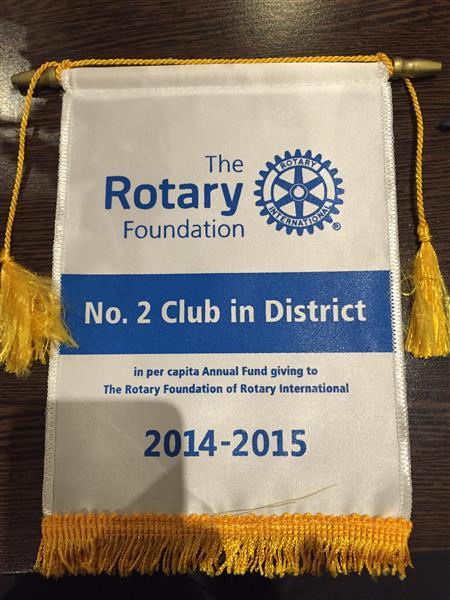 The
Rotary
Foundation
ROTARY
INTERNATIONAL
®
No. 2 Club in District
in per capita Annual Fund giving to
The Rotary Foundation of Rotary International
2014-2015